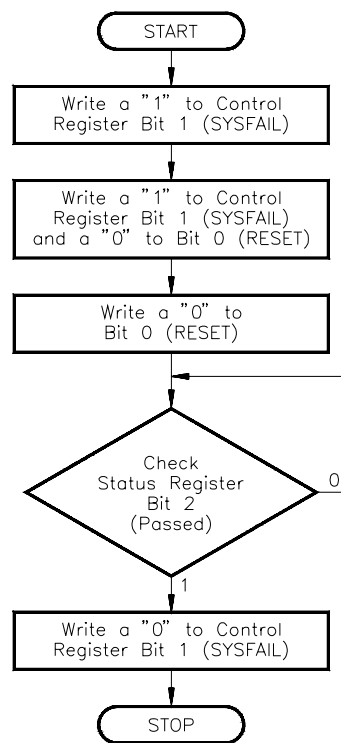 START
Write a "1" to Control
Register Bit 1 (SYSFAIL)
Write a "1" to Control
Register Bit 1 (SYSFAIL)
and a "0" to Bit 0 (RESET)
Write a "0" to
Bit 0 (RESET)
Check
Status Register
Bit 2
(Passed)
0
1
Write a "0" to Control
Register Bit 1 (SYSFAIL)
STOP